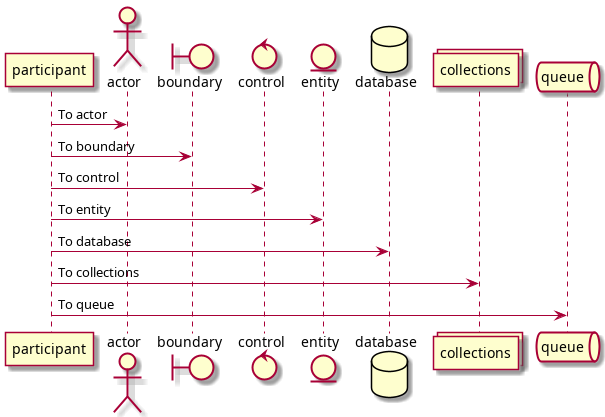 participant
actor
boundary
control
entity
database
collections
queue
To actor
To boundary
To control
To entity
To database
To collections
To queue
participant
actor
boundary
control
entity
database
collections
queue